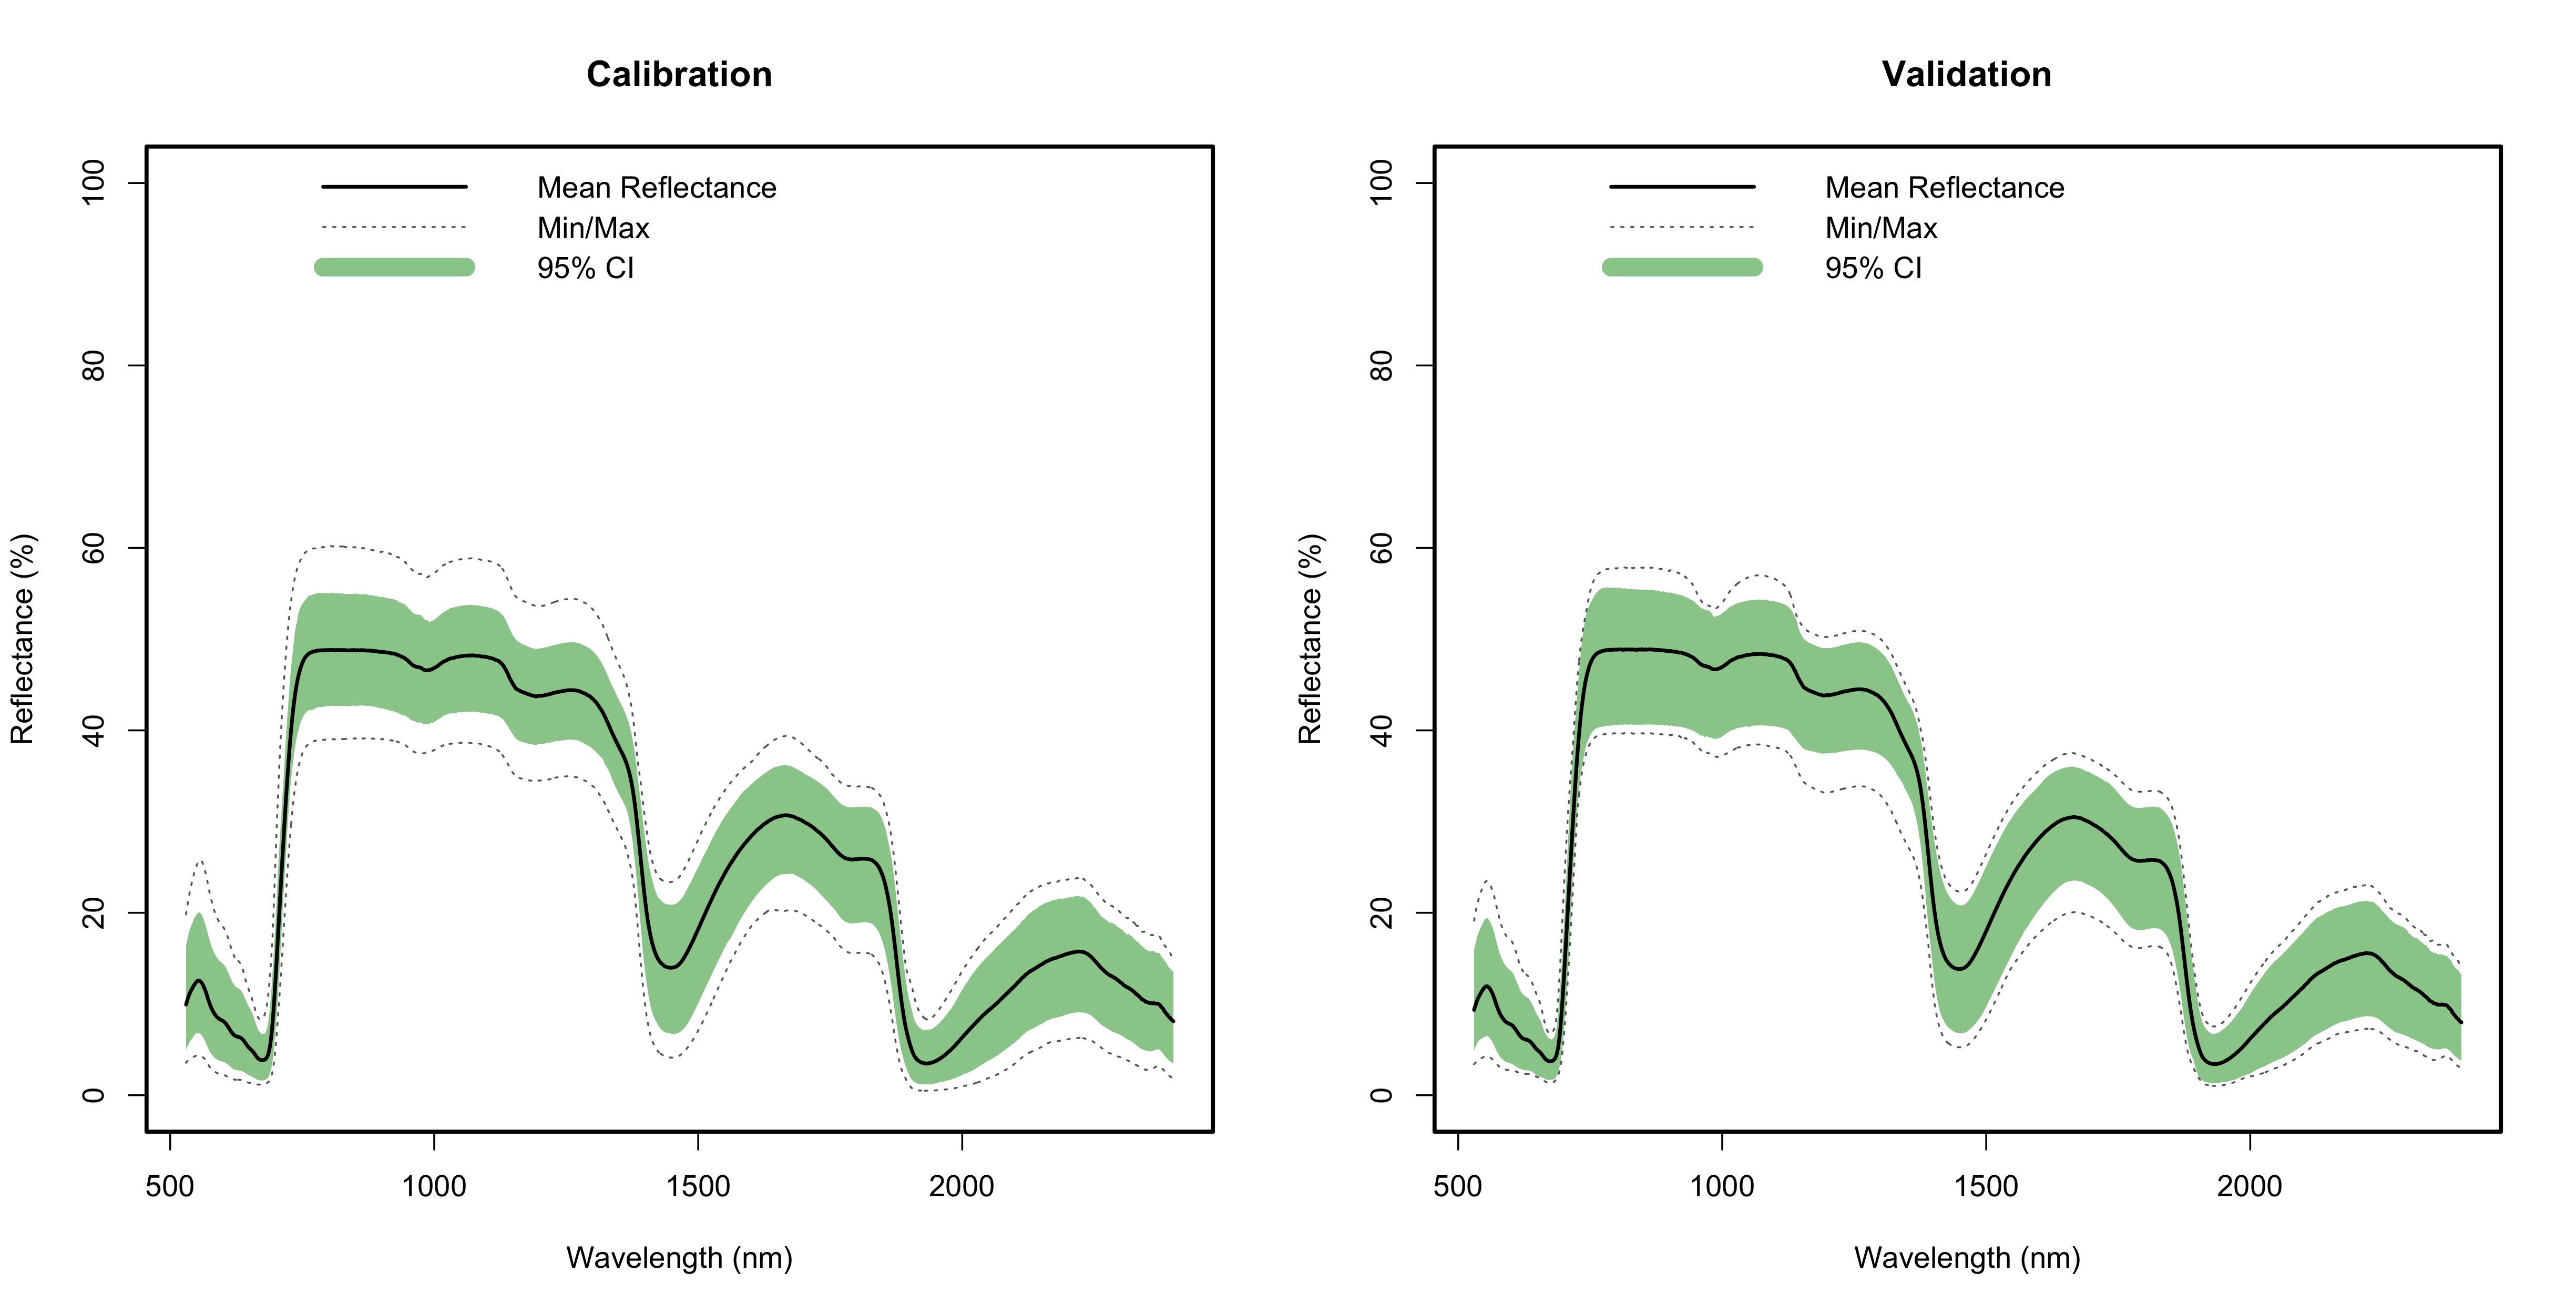 Calibration
Mean Reflectance
Min/Max
95% CI
100
80
60
40
20
0
Reflectance (%)
500 1000 1500 2000
Wavelength (nm)
Validation
Mean Reflectance
Min/Max
95% CI
100
80
60
40
20
0
Reflectance (%)
500 1000 1500 2000
Wavelength (nm)